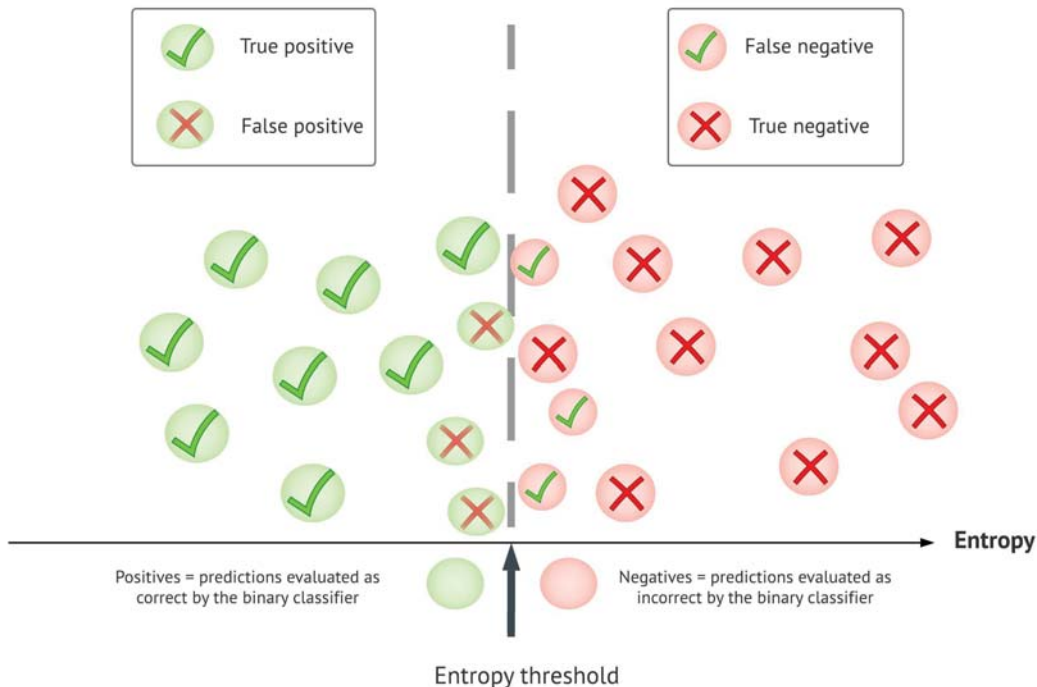 True positive
False positive
False negative
True negative
Entropy
Positives = predictions evaluated as
correct by the binary classifier
Negatives = predictions evaluated as
incorrect by the binary classifier
Entropy threshold